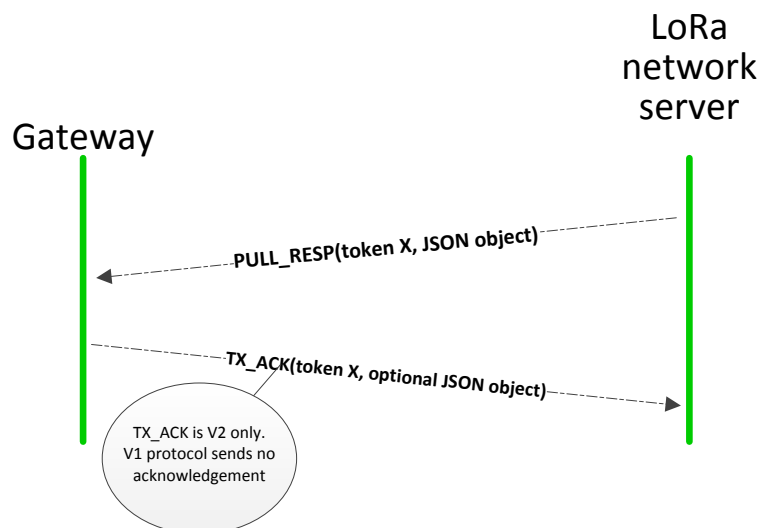 LoRa
network
server
Gateway
PULL_RESP(token X, JSON object)
TX_ACK(token X, optional JSON object)
TX_ACK is V2 only.
V1 protocol sends no
acknowledgement